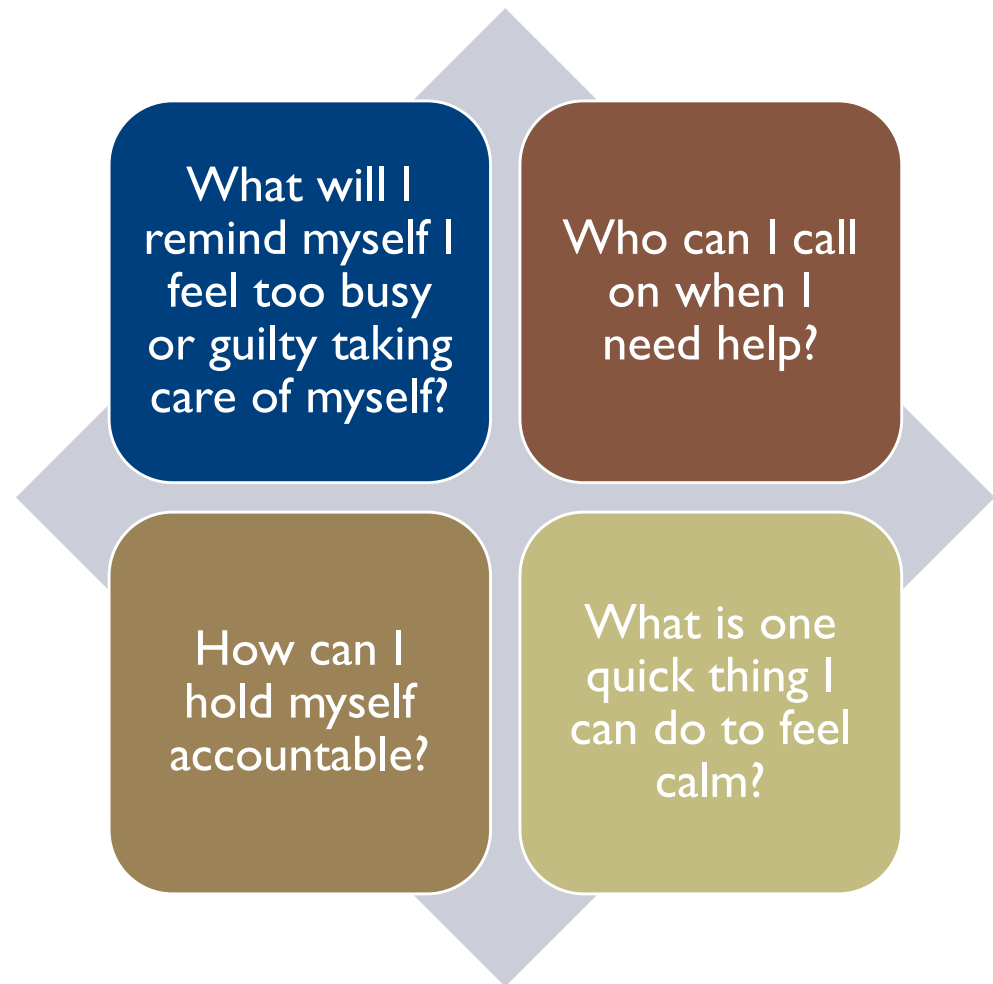 What will I
remind myself I
feel too busy
or guilty taking
care of myself?
Who can I call
on when I
need help?
How can I
hold myself
accountable?
What is one
quick thing I
can do to feel
calm?